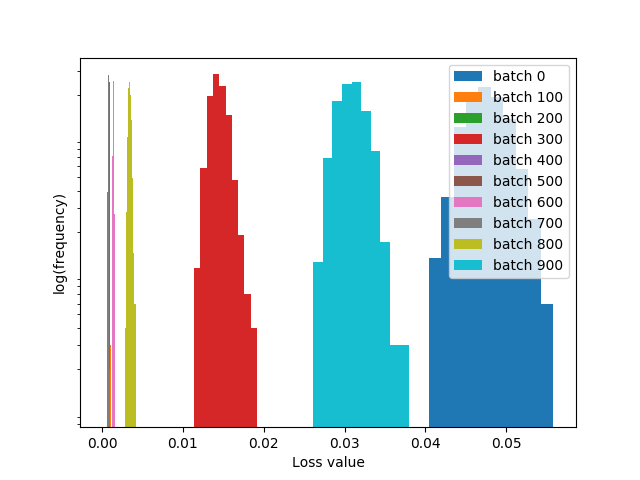 batch 0
batch 100
batch 200
batch 300
batch 400
batch 500
batch 600
batch 700
batch 800
batch 900
log(frequency)
0.00 0.01 0.02 0.03 0.04 0.05
Loss value